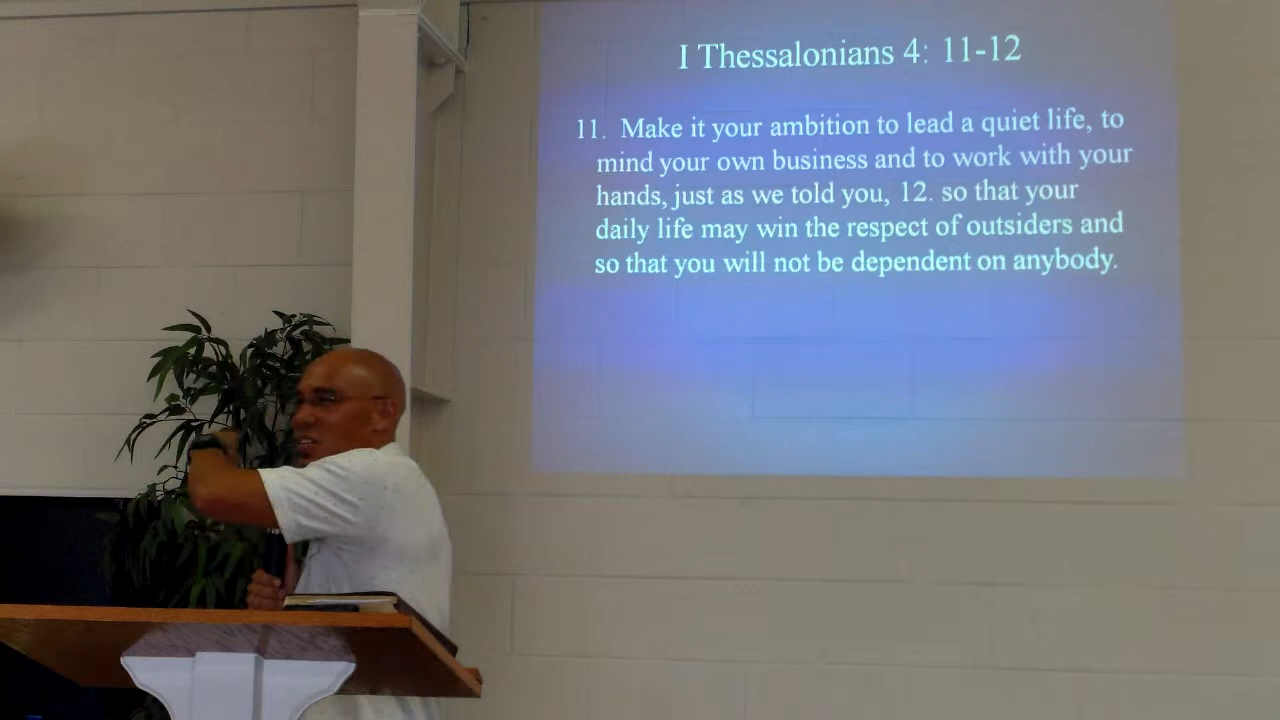 I Thessalonians 4: 11-12
11. Make it your ambition to lead a quiet life, to
mind your own business and to work with your
hands, just as we told you, 12. so that your
daily life may win the respect of outsiders and
so that you will not be dependent on anybody.